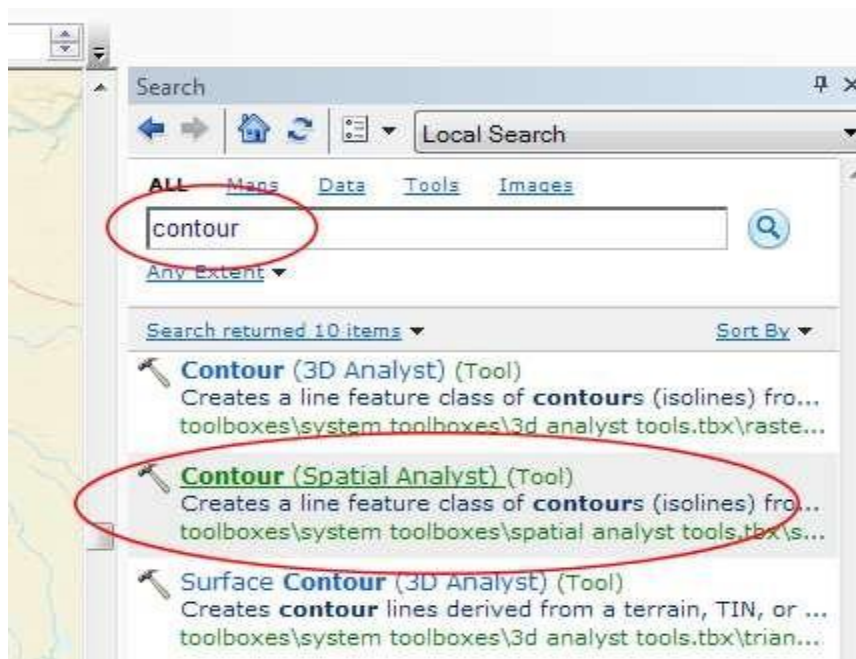 Search
Local Search
ALL Maps Data Tools Images
contour
Any Extent
Search returned 10 items Sort By
Contour (3D Analyst) (Tool)
Creates a line feature class of contours (isolines) fro...
toolboxes\system toolboxes\3d analyst tools.tbx\raste...
Contour (Spatial Analyst) (Tool)
Creates a line feature class of contours (isolines) fro...
toolboxes\system toolboxes\spatial analyst tools.tbx\s...
Surface Contour (3D Analyst) (Tool)
Creates contour lines derived from a terrain, TIN, or ...
toolboxes\system toolboxes\3d analyst tools.tbx\trian...